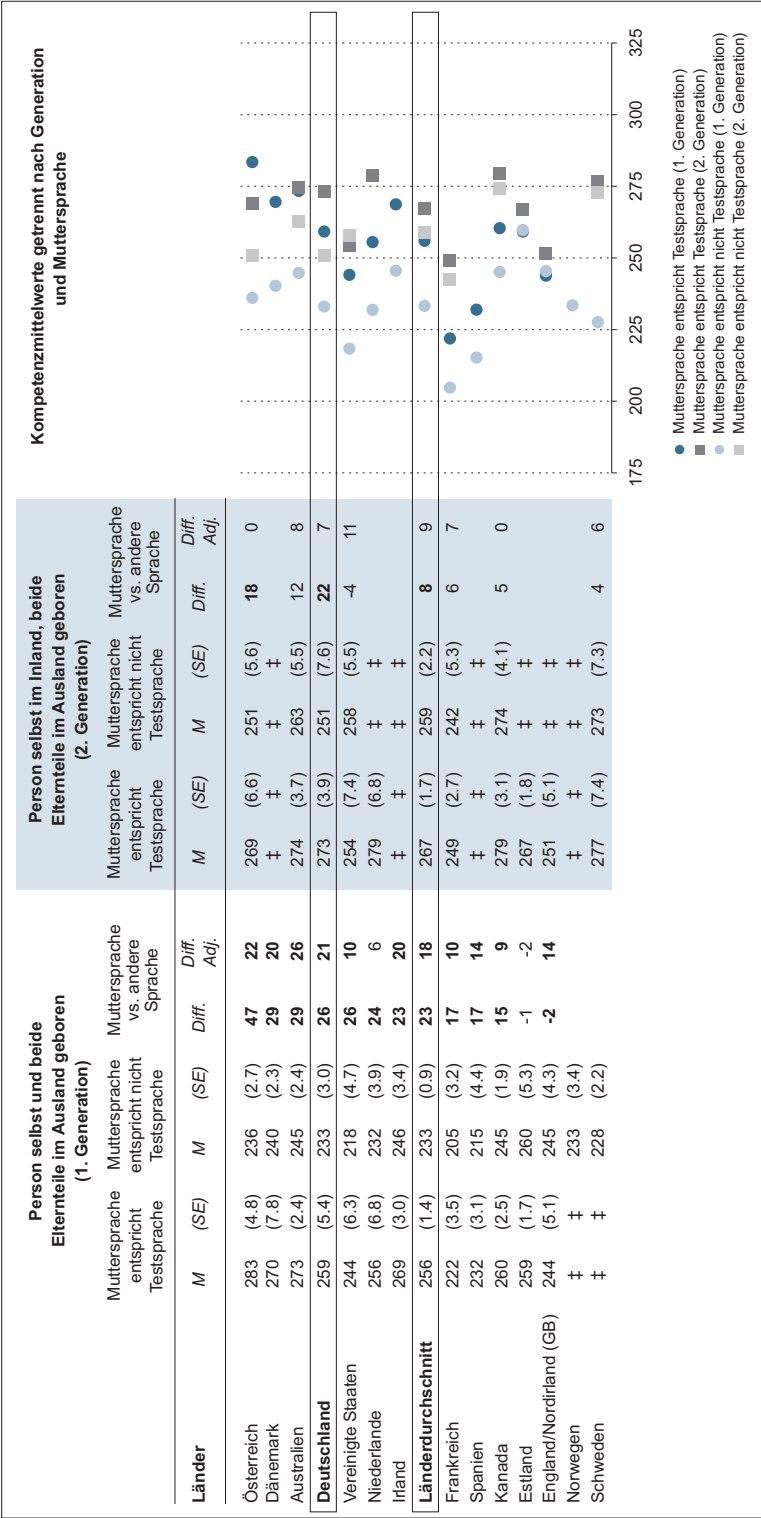 Person selbst und beide
Elternteile im Ausland geboren
(1. Generation)
Person selbst im Inland, beide
Elternteile im Ausland geboren
(2. Generation)
Kompetenzmittelwerte getrennt nach Generation
und Muttersprache
Muttersprache entspricht Testsprache
Muttersprache entspricht nicht Testsprache
Muttersprache vs. andere Sprache
Muttersprache entspricht Testsprache
Muttersprache entspricht nicht Testsprache
Muttersprache vs. andere Sprache
Länder M (SE) M (SE) Diff. Diff. Adj. M (SE) M (SE) Diff. Diff. Adj.
Österreich 283 (4.8) 236 (2.7) 47 22 269 (6.6) 251 (5.6) 18 0
Dänemark 270 (7.8) 240 (2.3) 29 20 ‡ ‡ ‡ ‡
Australien 273 (2.4) 245 (2.4) 29 26 274 (3.7) 263 (5.5) 12 8
Deutschland 259 (5.4) 233 (3.0) 26 21 273 (3.9) 251 (7.6) 22 7
Vereinigte Staaten 244 (6.3) 218 (4.7) 26 10 254 (7.4) 258 (5.5) -4 11
Niederlande 256 (6.8) 232 (3.9) 24 6 279 (6.8) ‡ ‡
Irland 269 (3.0) 246 (3.4) 23 20 ‡ ‡ ‡ ‡
Länderdurchschnitt 256 (1.4) 233 (0.9) 23 18 267 (1.7) 259 (2.2) 8 9
Frankreich 222 (3.5) 205 (3.2) 17 10 249 (2.7) 242 (5.3) 6 7
Spanien 232 (3.1) 215 (4.4) 17 14 ‡ ‡ ‡ ‡
Kanada 260 (2.5) 245 (1.9) 15 9 279 (3.1) 274 (4.1) 5 0
Estland 259 (1.7) 260 (5.3) -1 -2 267 (1.8) ‡ ‡
England/Nordirland (GB) 244 (5.1) 245 (4.3) -2 14 251 (5.1) ‡ ‡
Norwegen ‡ ‡ 233 (3.4) ‡ ‡ ‡ ‡
Schweden ‡ ‡ 228 (2.2) 277 (7.4) 273 (7.3) 4 6
175 200 225 250 275 300 325
Muttersprache entspricht Testsprache (1. Generation)
Muttersprache entspricht Testsprache (2. Generation)
Muttersprache entspricht nicht Testsprache (1. Generation)
Muttersprache entspricht nicht Testsprache (2. Generation)